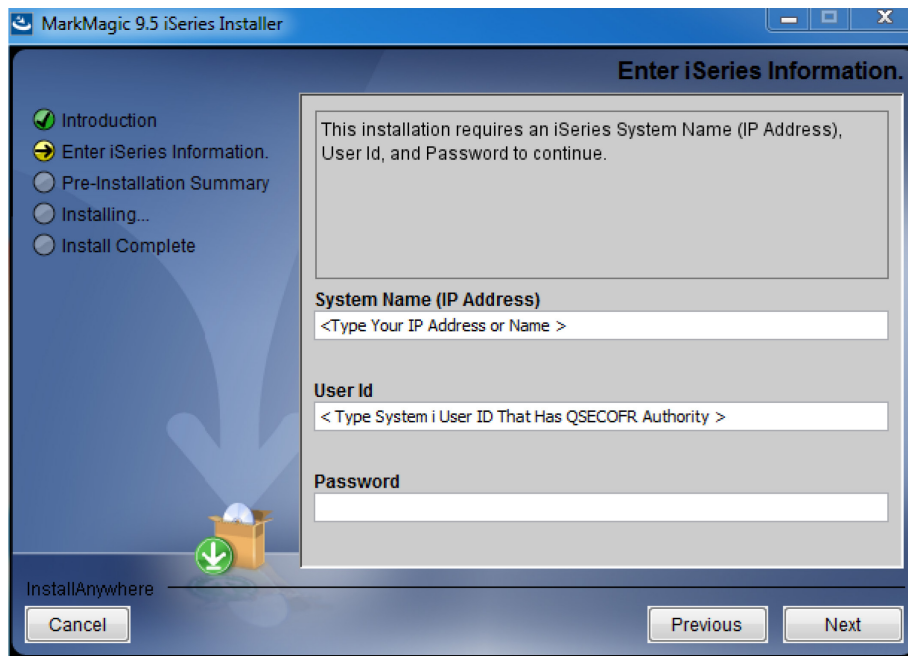 MarkMagic 9.5 iSeries Installer
Enter iSeries Information.
Introduction
Enter iSeries Information.
Pre-Installation Summary
Installing...
Install Complete
This installation requires an iSeries System Name (IP Address),
User Id, and Password to continue.
System Name (IP Address)
<Type Your IP Address or Name >
User Id
< Type System i User ID That Has QSECOFR Authority >
Password
InstallAnywhere
Cancel
Previous
Next